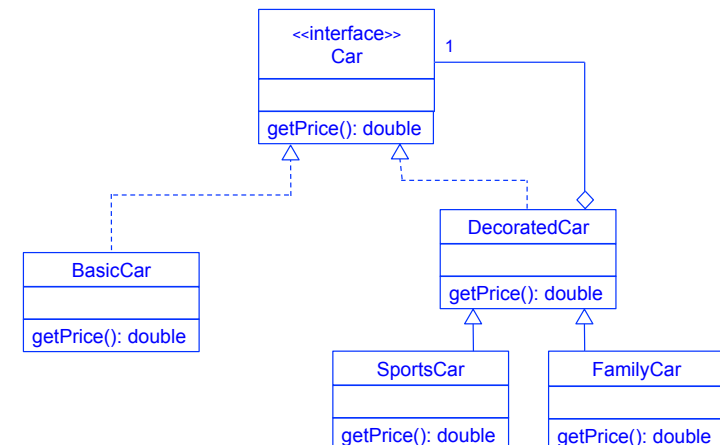 <<interface>>
Car
1
getPrice(): double
DecoratedCar
getPrice(): double
BasicCar
getPrice(): double
SportsCar
getPrice(): double
FamilyCar
getPrice(): double